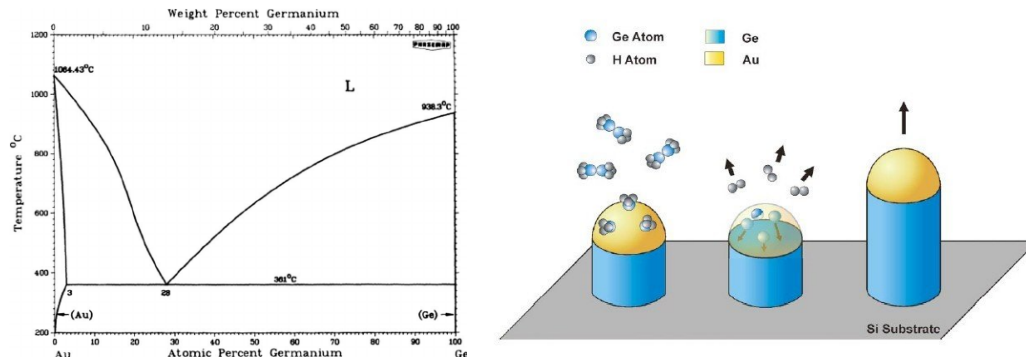 Weight Percent Germanium
0 10 20 30 40 50 60 70 80 90 100
1200
1064.43°C
L
1000
938.3°C
800
600
400
361°C
3
28
(Au)
(Ge)
200
0 10 20 30 40 50 60 70 80 90 100
Au
Atomic Percent Germanium
Ge
Temperature °C
Ge Atom
Ge
H Atom
Au
Si Substrate